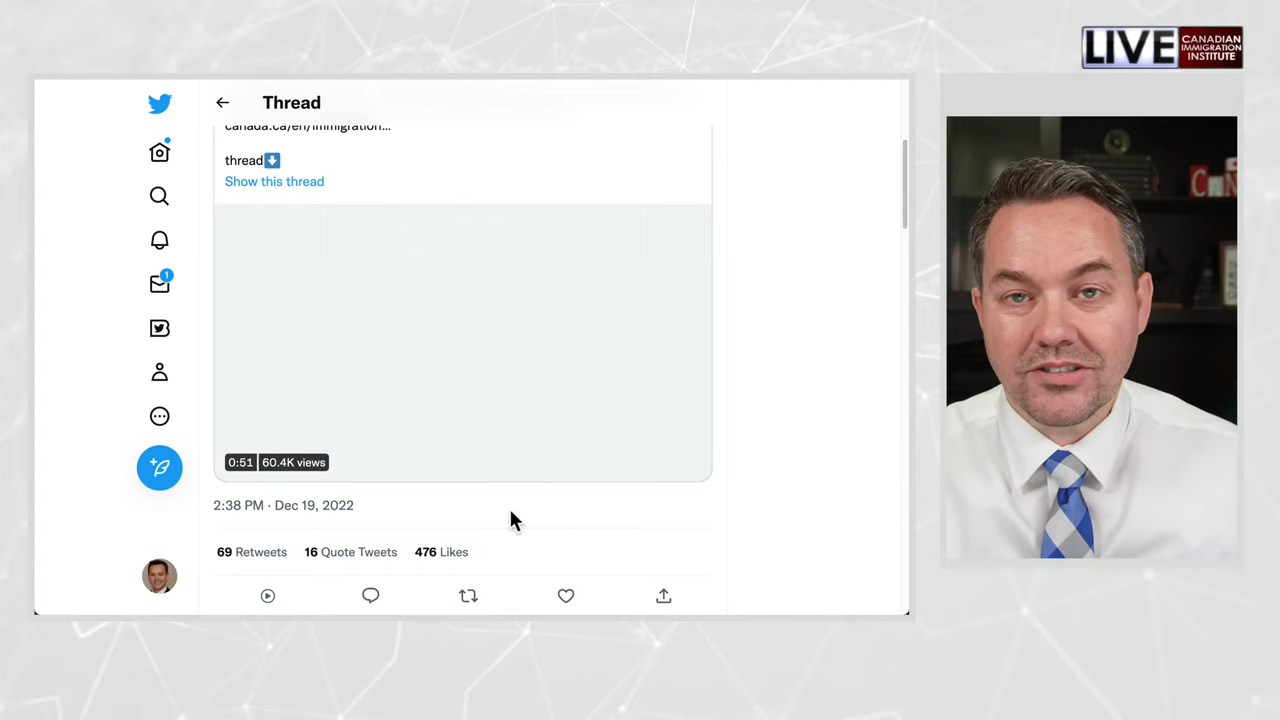 LIVE
CANADIAN
IMMIGRATION
INSTITUTE
Thread
canada.ca/en/immigration...
thread⬇️
Show this thread
1
0:51 60.4K views
2:38 PM · Dec 19, 2022
69 Retweets 16 Quote Tweets 476 Likes